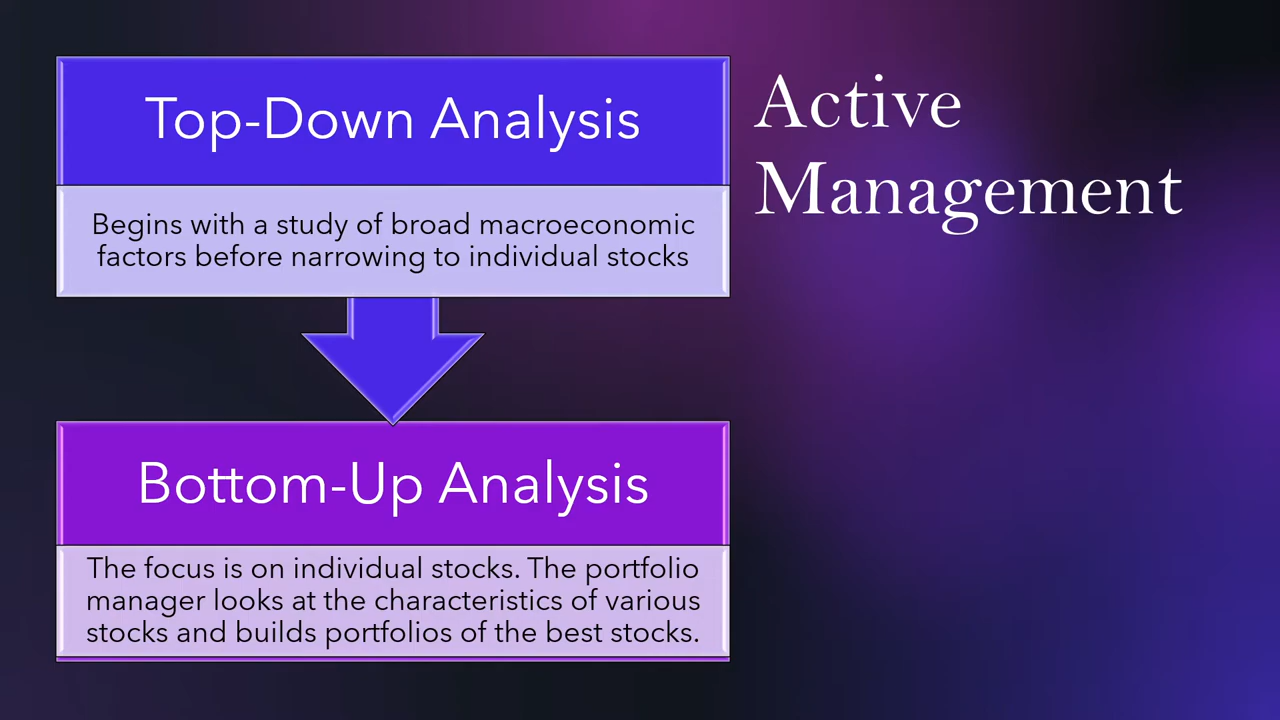 Active
Management
Top-Down Analysis
Begins with a study of broad macroeconomic
factors before narrowing to individual stocks
Bottom-Up Analysis
The focus is on individual stocks. The portfolio
manager looks at the characteristics of various
stocks and builds portfolios of the best stocks.